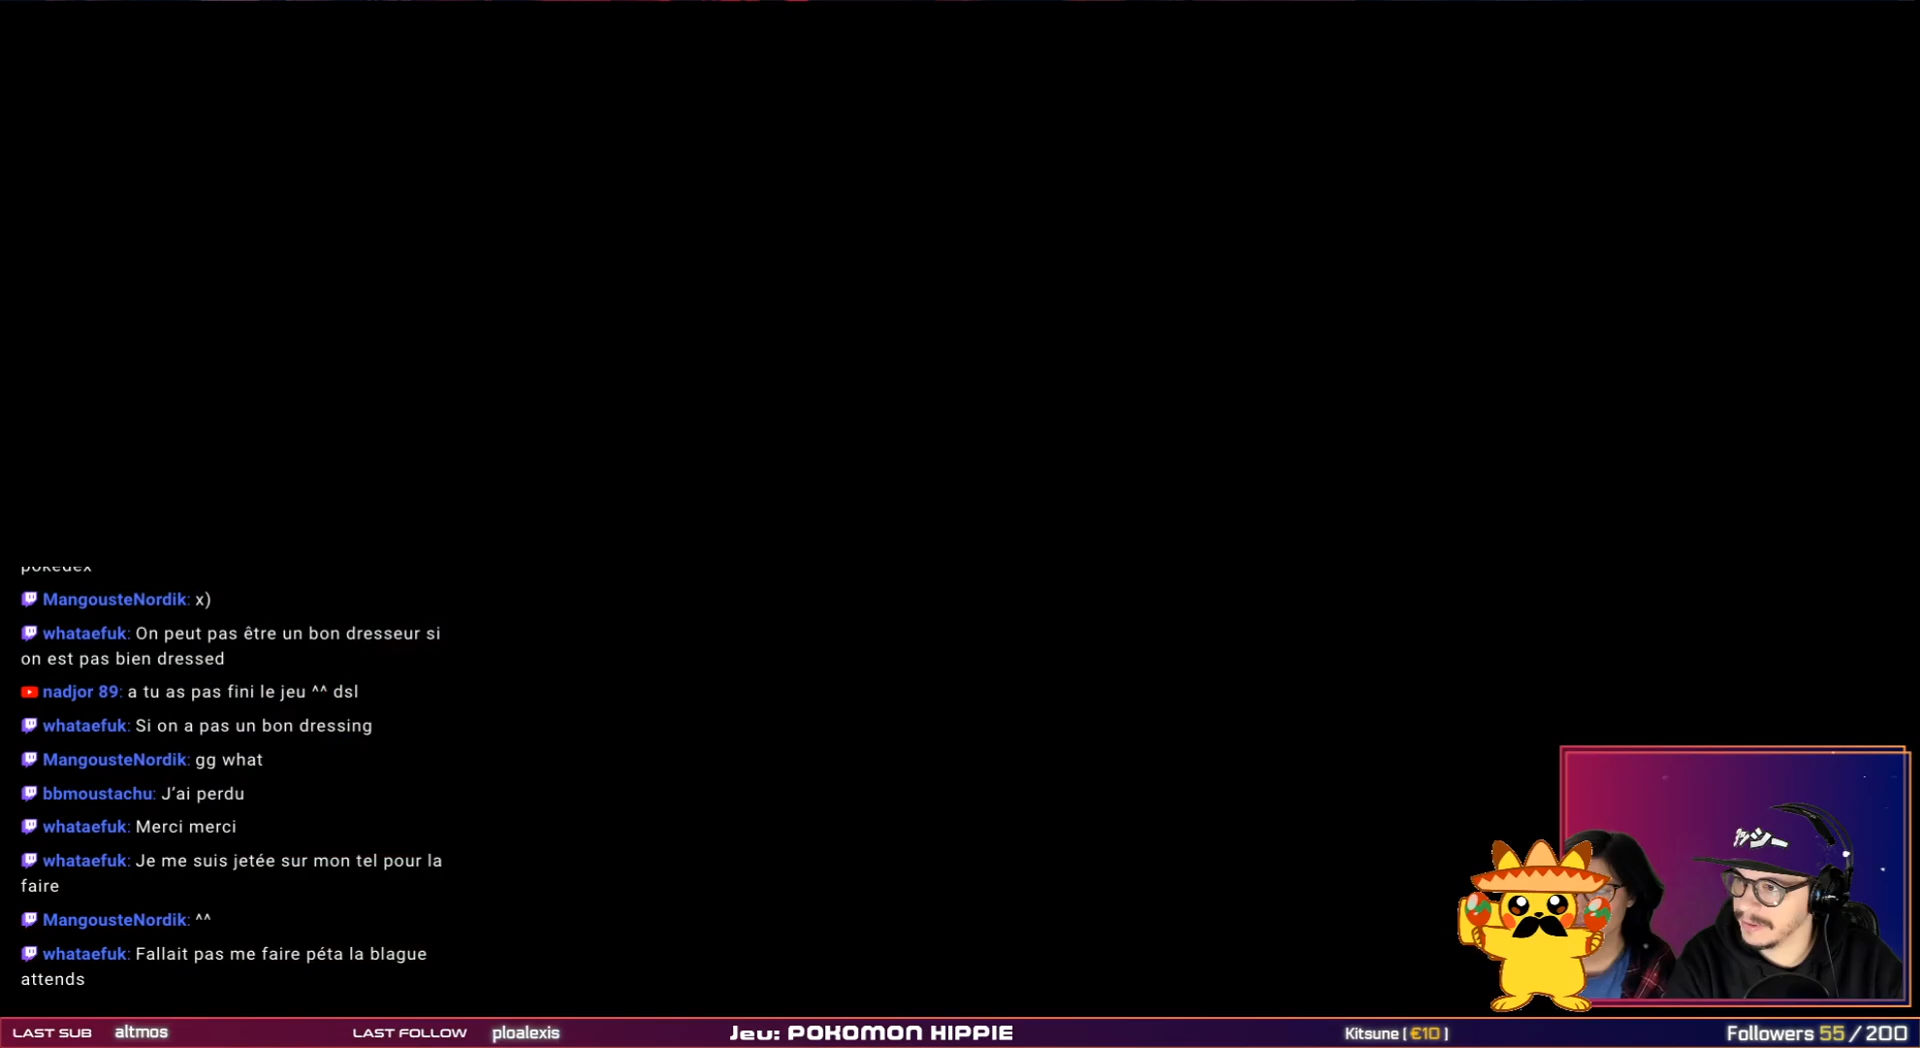 pokedex
MangousteNordik: x)
whataefuk: On peut pas être un bon dresseur si
on est pas bien dressed
nadjor 89: a tu as pas fini le jeu ^^ dsl
whataefuk: Si on a pas un bon dressing
MangousteNordik: gg what
bbmoustachu: J’ai perdu
whataefuk: Merci merci
whataefuk: Je me suis jetée sur mon tel pour la
faire
MangousteNordik: ^^
whataefuk: Fallait pas me faire péta la blague
attends
LAST SUB altmos LAST FOLLOW ploalexis Jeu: POKOMON HIPPIE Kitsune [ €10 ] Followers 55 / 200